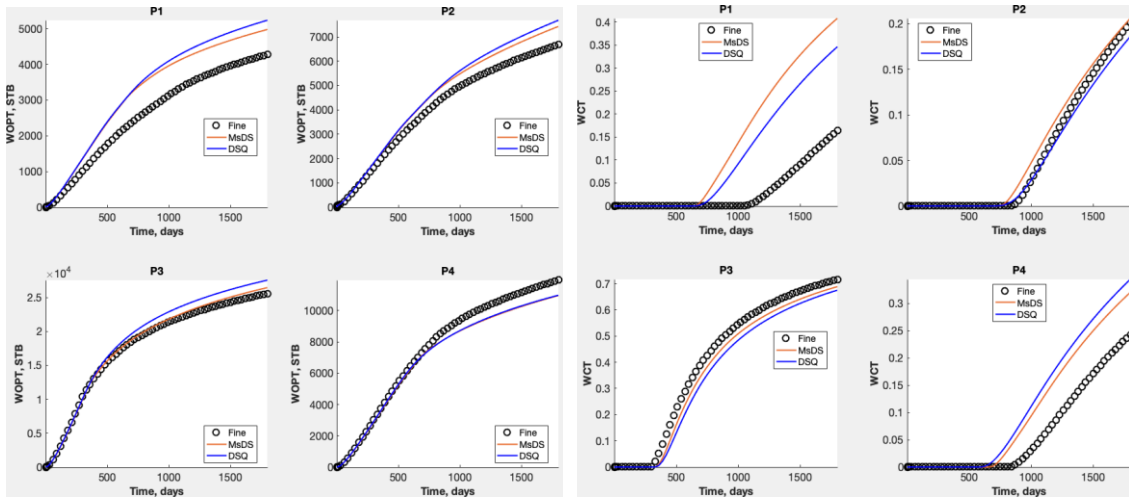 P1
5000
4000
3000
2000
1000
0
WOPT, STB
500
1000
1500
Time, days
Fine
MsDS
DSQ
P2
7000
6000
5000
4000
3000
2000
1000
0
WOPT, STB
500
1000
1500
Time, days
Fine
MsDS
DSQ
P1
0.4
0.35
0.3
0.25
0.2
0.15
0.1
0.05
0
WCT
500
1000
1500
Time, days
Fine
MsDS
DSQ
P2
0.2
0.15
0.1
0.05
0
WCT
500
1000
1500
Time, days
Fine
MsDS
DSQ
P3
×10⁴
2.5
2
1.5
1
0.5
0
WOPT, STB
500
1000
1500
Time, days
Fine
MsDS
DSQ
P4
10000
8000
6000
4000
2000
0
WOPT, STB
500
1000
1500
Time, days
Fine
MsDS
DSQ
P3
0.7
0.6
0.5
0.4
0.3
0.2
0.1
0
WCT
500
1000
1500
Time, days
Fine
MsDS
DSQ
P4
0.3
0.25
0.2
0.15
0.1
0.05
0
WCT
500
1000
1500
Time, days
Fine
MsDS
DSQ